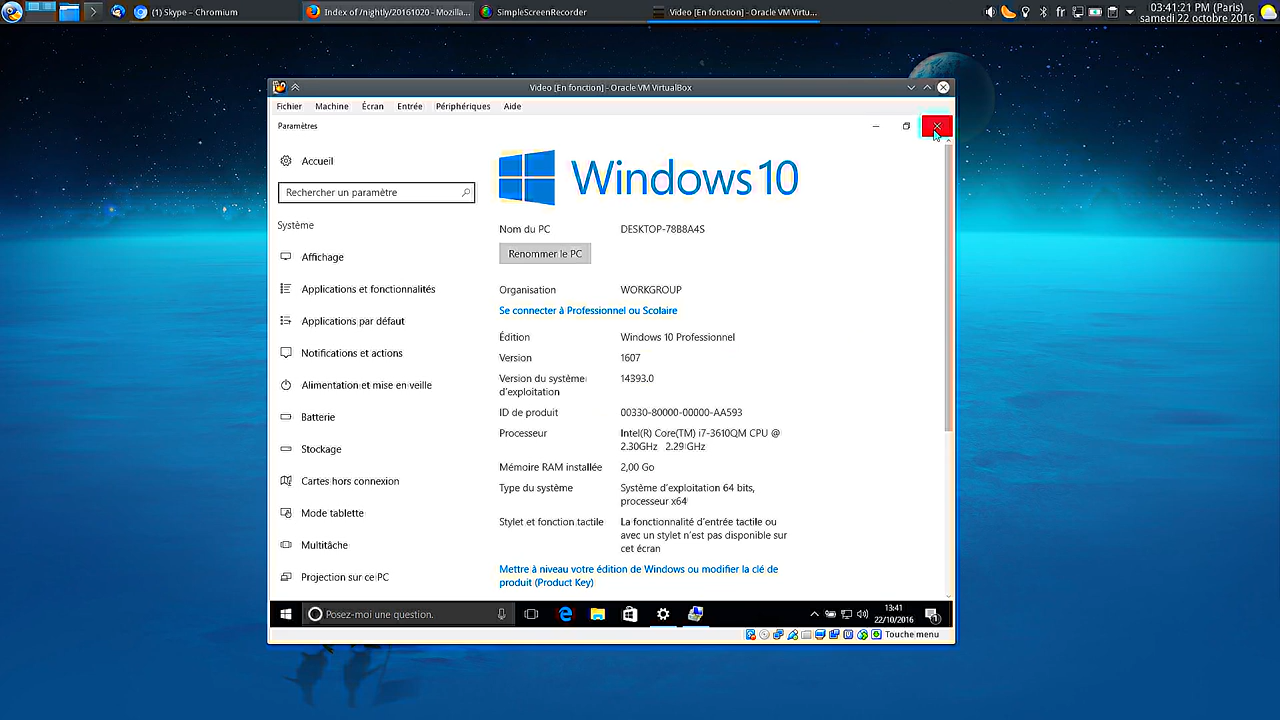 (1) Skype - Chromium
Index of /nightly/20161020 - Mozilla...
SimpleScreenRecorder
Video [En fonction] - Oracle VM Virtu...
fr
03:41:21 PM (Paris)
samedi 22 octobre 2016
Video [En fonction] - Oracle VM VirtualBox
Fichier Machine Écran Entrée Périphériques Aide
Paramètres
Accueil
Rechercher un paramètre
Système
Affichage
Applications et fonctionnalités
Applications par défaut
Notifications et actions
Alimentation et mise en veille
Batterie
Stockage
Cartes hors connexion
Mode tablette
Multitâche
Projection sur ce PC
Windows 10
Nom du PC DESKTOP-78B8A4S
Renommer le PC
Organisation WORKGROUP
Se connecter à Professionnel ou Scolaire
Édition Windows 10 Professionnel
Version 1607
Version du système d'exploitation 14393.0
ID de produit 00330-80000-00000-AA593
Processeur Intel(R) Core(TM) i7-3610QM CPU @
2.30GHz 2.29 GHz
Mémoire RAM installée 2,00 Go
Type du système Système d'exploitation 64 bits,
processeur x64
Stylet et fonction tactile La fonctionnalité d'entrée tactile ou
avec un stylet n'est pas disponible sur
cet écran
Mettre à niveau votre édition de Windows ou modifier la clé de
produit (Product Key)
Posez-moi une question.
13:41
22/10/2016
1
Touche menu